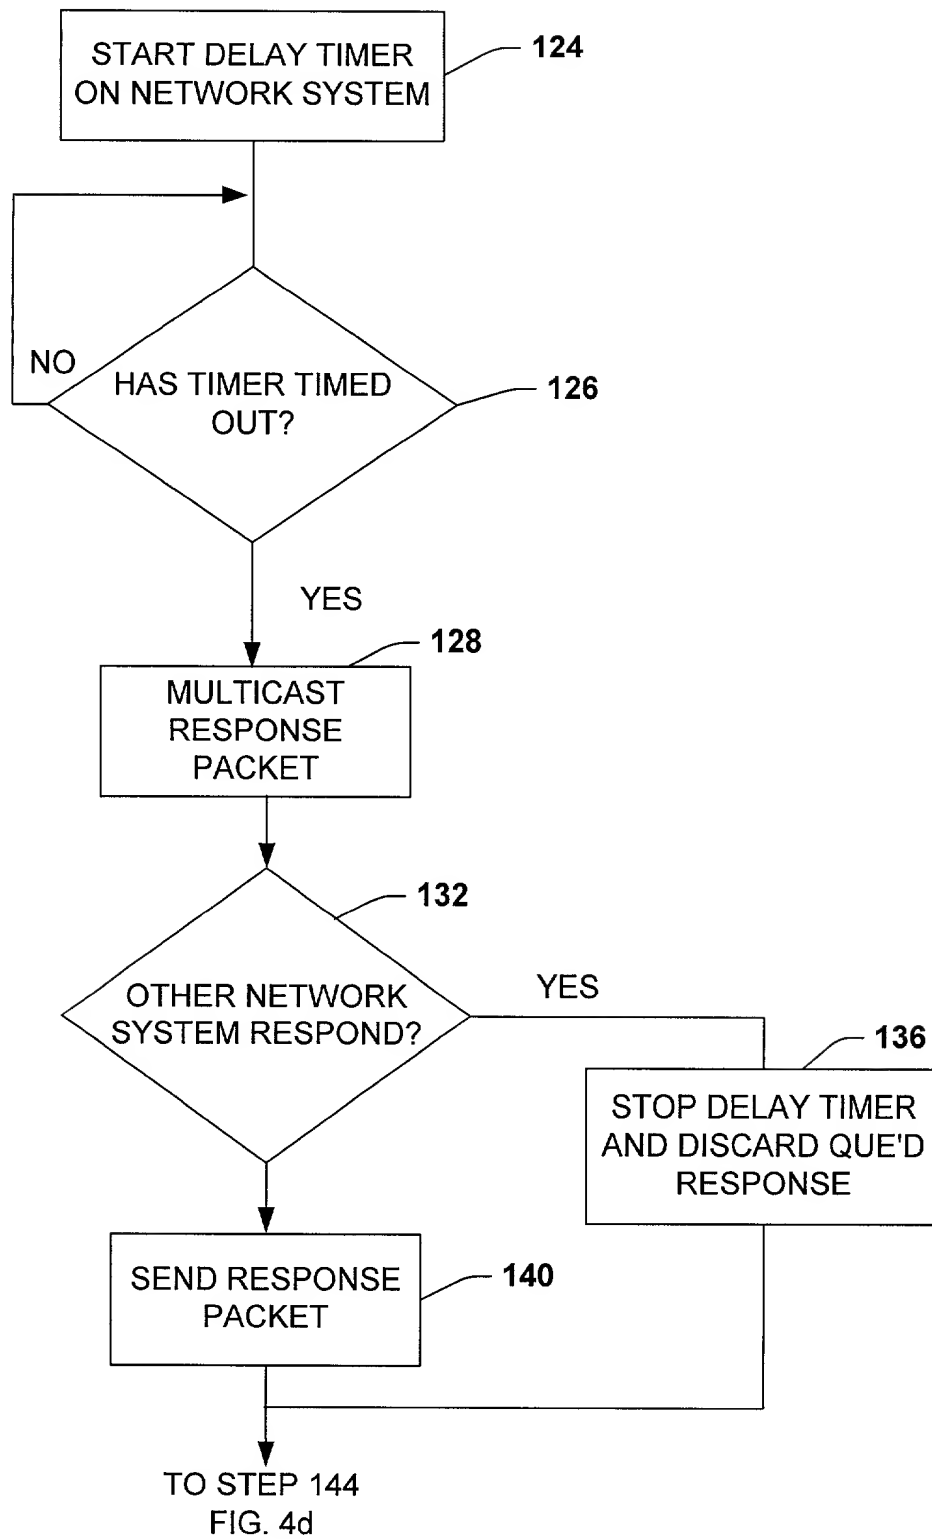 START DELAY TIMER
ON NETWORK SYSTEM
124
NO
HAS TIMER TIMED
OUT?
126
YES
128
MULTICAST
RESPONSE
PACKET
132
OTHER NETWORK
SYSTEM RESPOND?
YES
136
STOP DELAY TIMER
AND DISCARD QUE'D
RESPONSE
SEND RESPONSE
PACKET
140
TO STEP 144
FIG. 4d